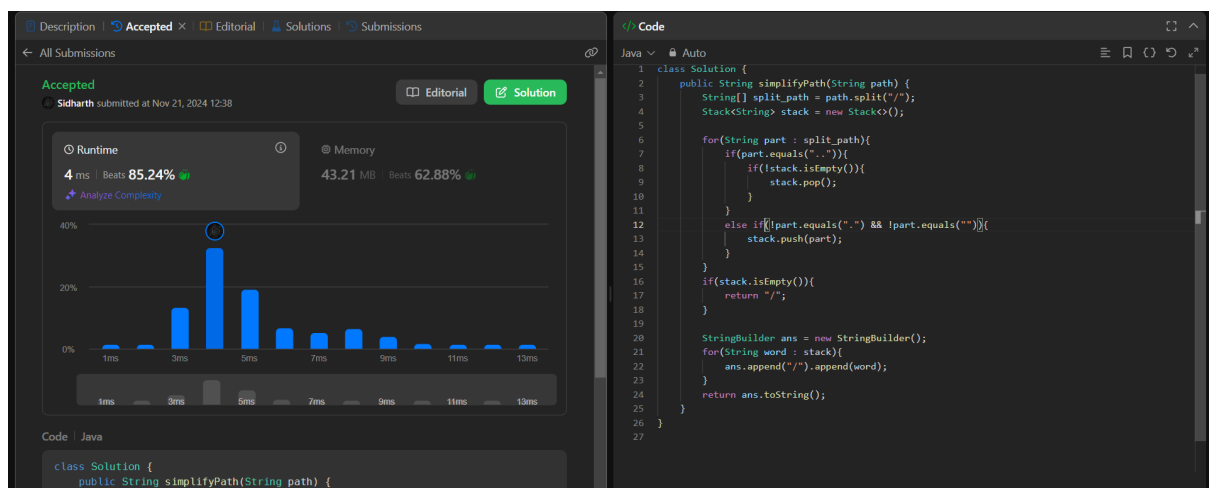 Description | Accepted × | Editorial | Solutions | Submissions
← All Submissions
Accepted
Sidharth submitted at Nov 21, 2024 12:38
Editorial
Solution
Runtime
4 ms | Beats 85.24%
Analyze Complexity
Memory
43.21 MB | Beats 62.88%
40%
20%
0%
1ms 3ms 5ms 7ms 9ms 11ms 13ms
1ms 3ms 5ms 7ms 9ms 11ms 13ms
Code | Java
class Solution {
public String simplifyPath(String path) {
</> Code
Java Auto
1 class Solution {
2 public String simplifyPath(String path) {
3 String[] split_path = path.split("/");
4 Stack<String> stack = new Stack<>();
5
6 for(String part : split_path){
7 if(part.equals("..")){
8 if(!stack.isEmpty()){
9 stack.pop();
10 }
11 }
12 else if(!part.equals(".") && !part.equals("")){
13 stack.push(part);
14 }
15 }
16 if(stack.isEmpty()){
17 return "/";
18 }
19
20 StringBuilder ans = new StringBuilder();
21 for(String word : stack){
22 ans.append("/").append(word);
23 }
24 return ans.toString();
25 }
26 }
27